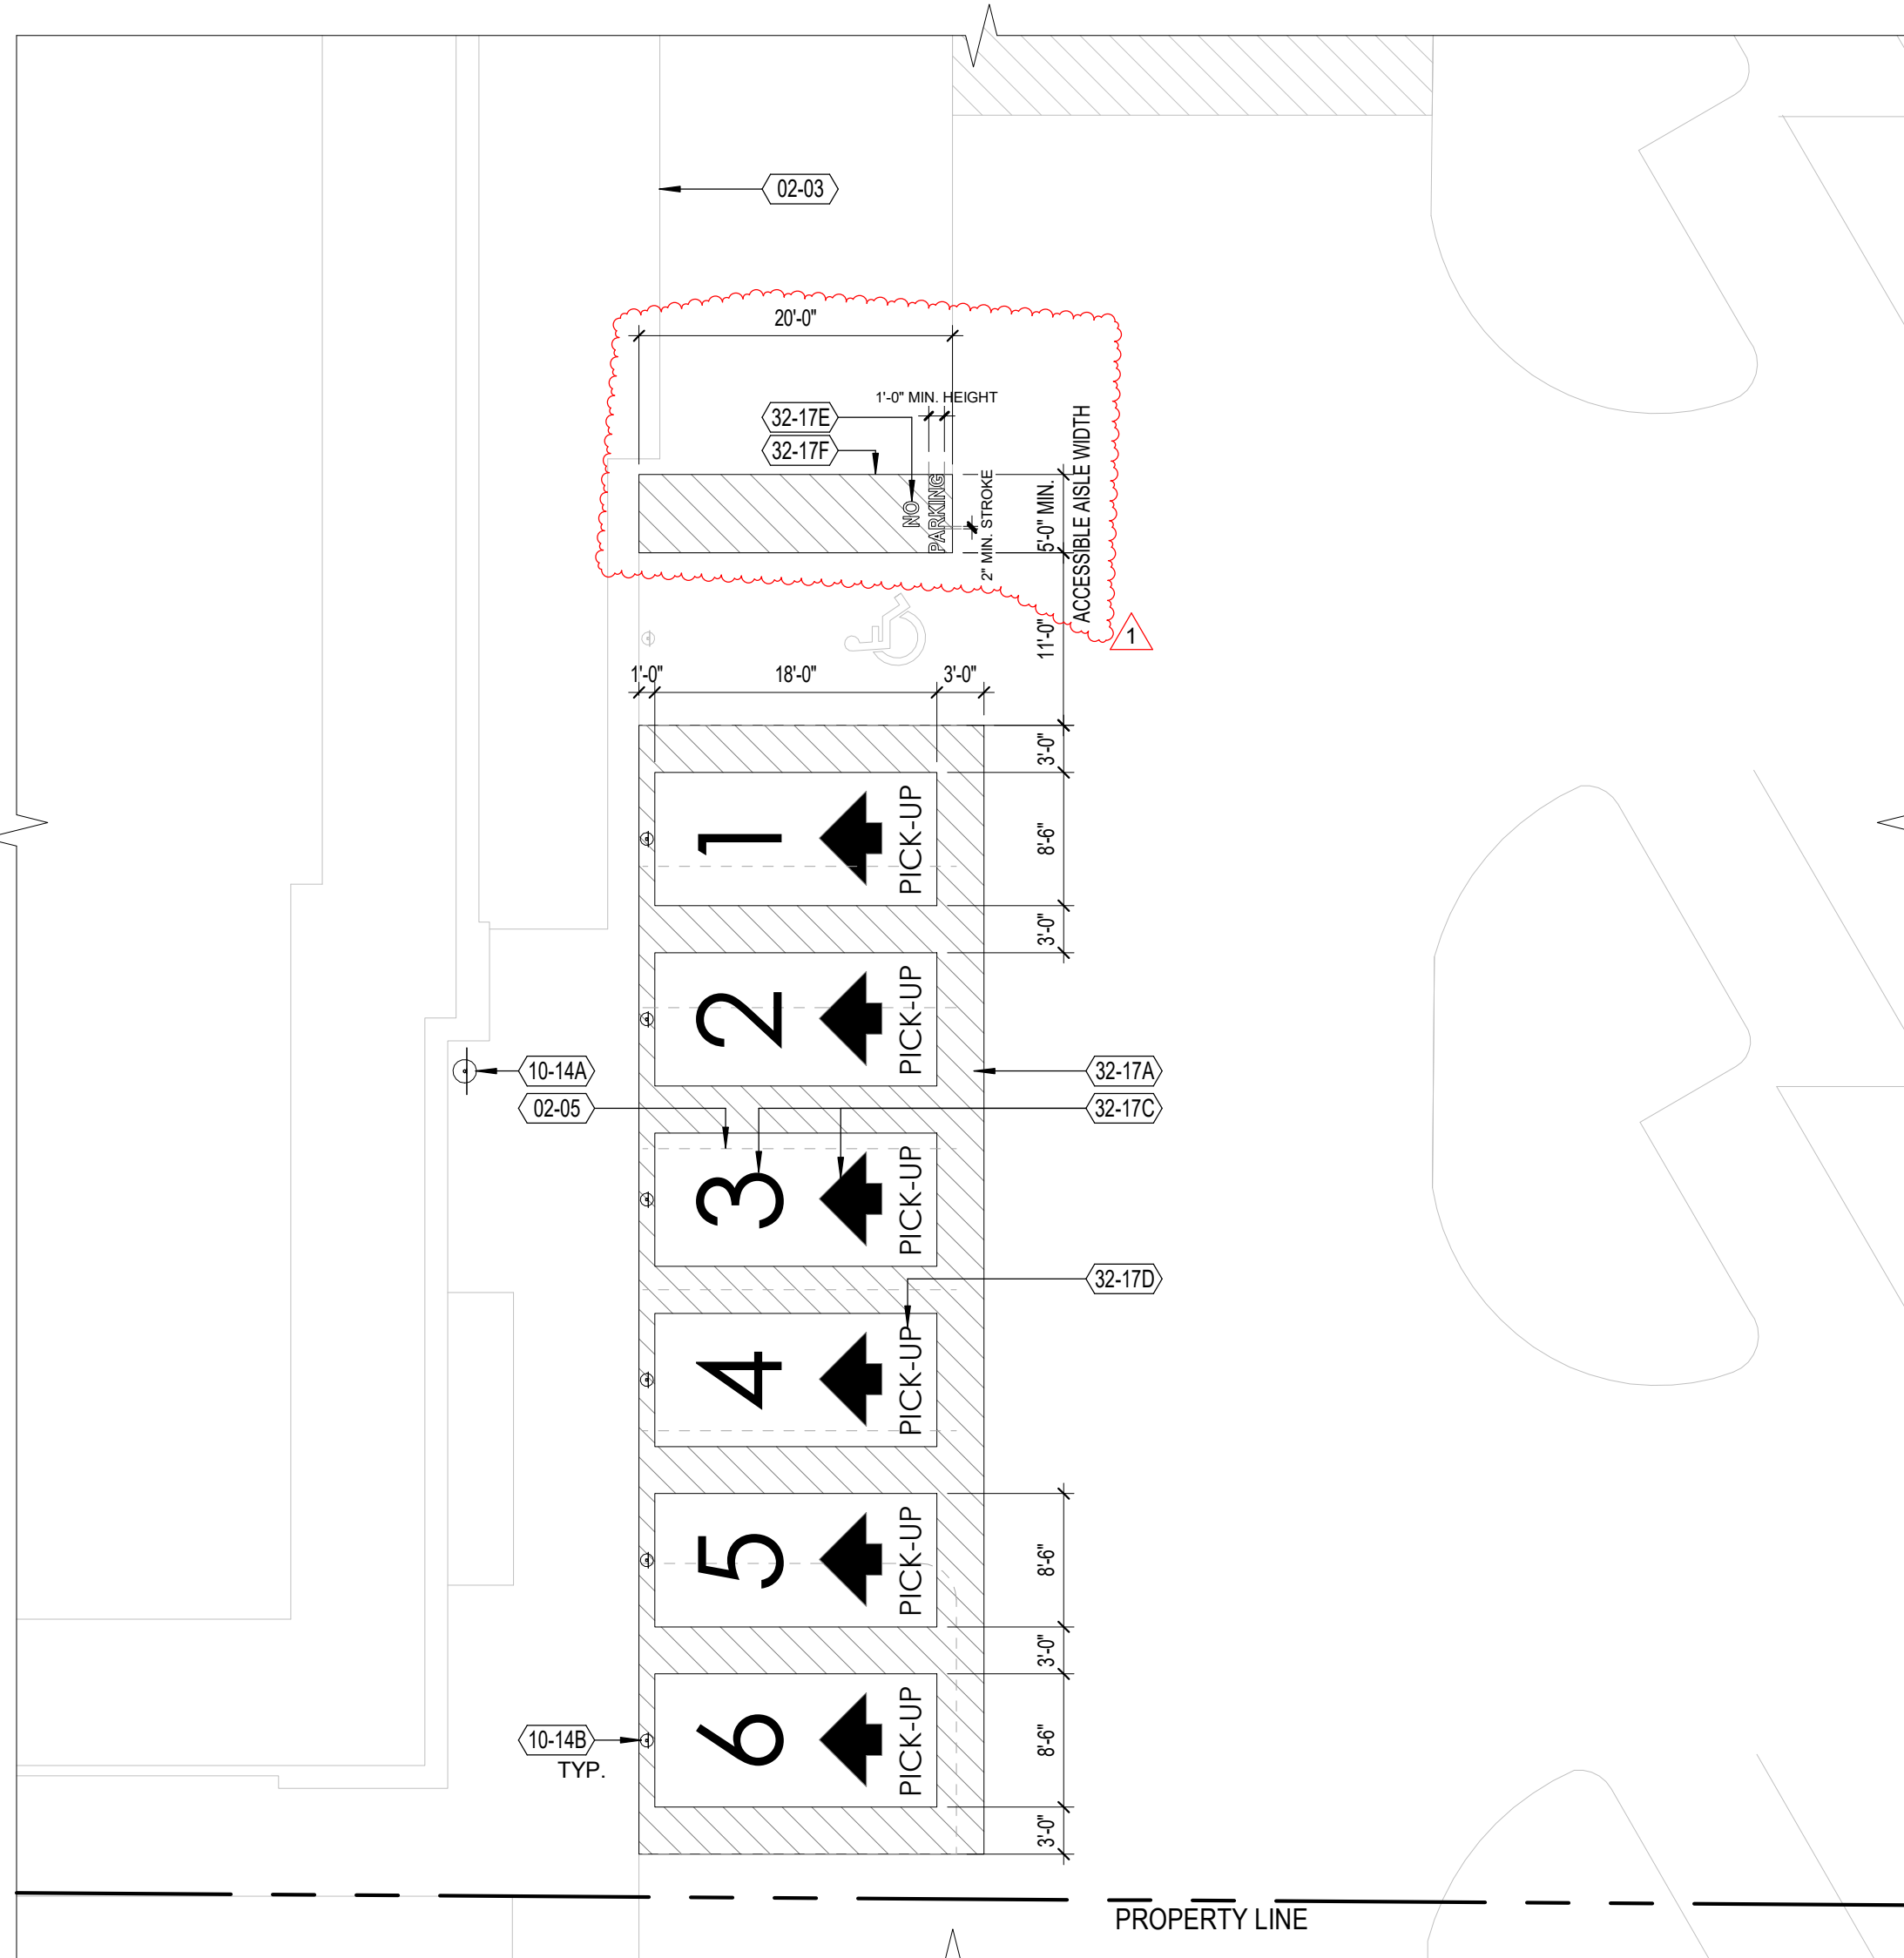 02-03
20'-0"
1'-0" MIN. HEIGHT
32-17E
32-17F
NO
PARKING
2" MIN. STROKE
5'-0" MIN.
ACCESSIBLE AISLE WIDTH
11'-0"
1
1'-0"
18'-0"
3'-0"
3'-0"
1
PICK-UP
8'-6"
3'-0"
2
PICK-UP
10-14A
32-17A
02-05
32-17C
3
PICK-UP
32-17D
4
PICK-UP
5
PICK-UP
8'-6"
3'-0"
10-14B
TYP.
6
PICK-UP
8'-6"
3'-0"
PROPERTY LINE